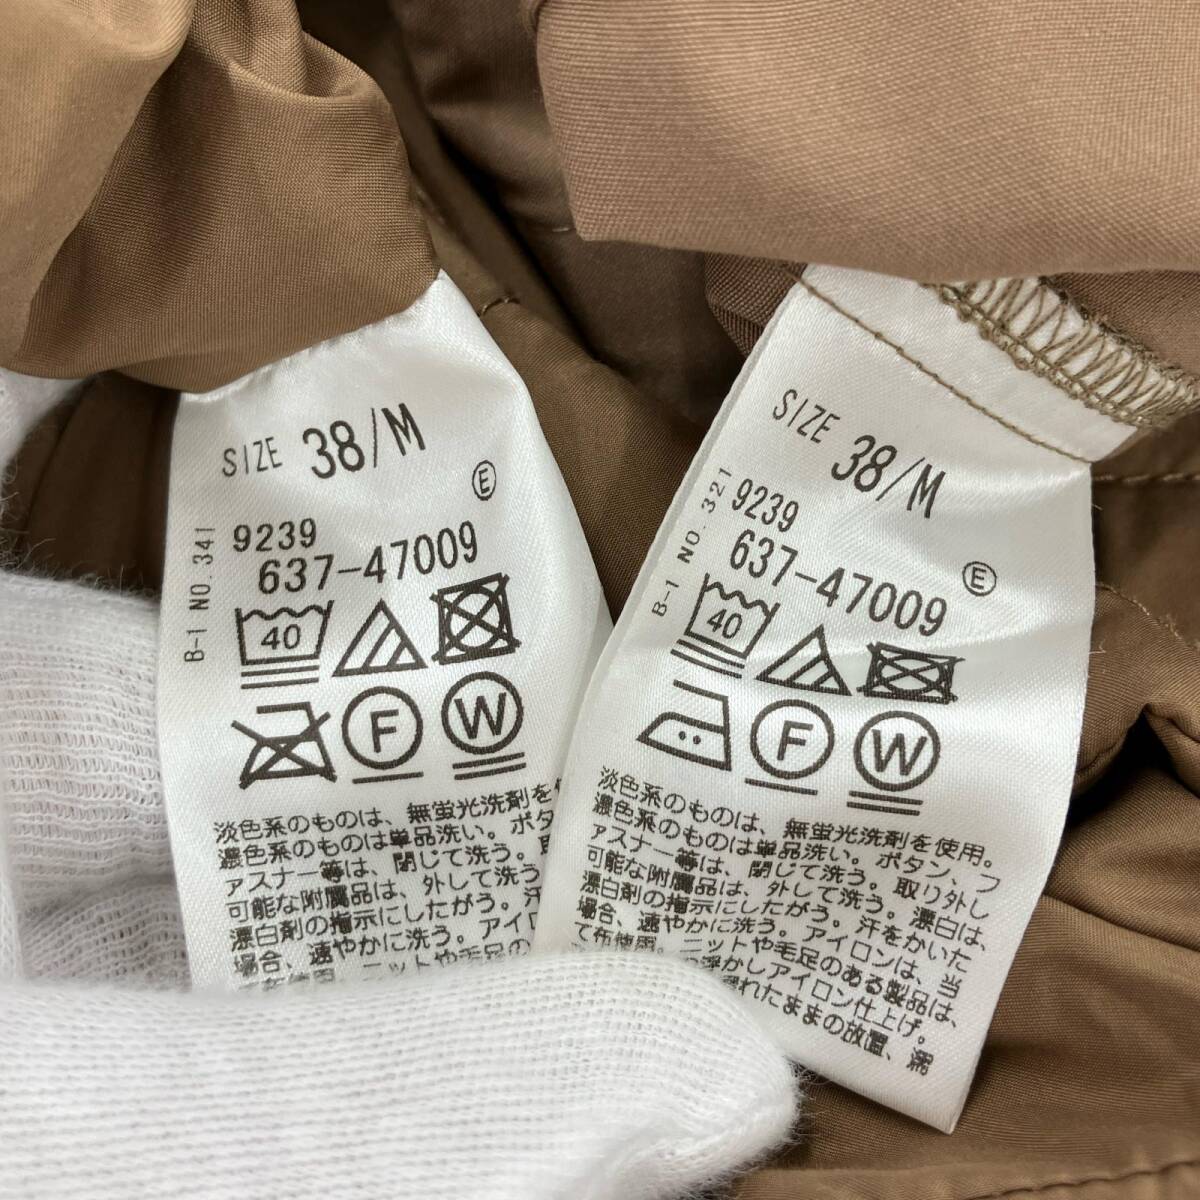 SIZE 38/M
E
B-1 NO.341
9239
637-47009
40
F W
淡色系のものは、無蛍光洗剤を
濃色系のものは単品洗い。ボタ
ァスナー等は、閉じて洗う。
可能な附属品は、外して洗う
漂白剤の指示にしたがう。汗
場合、速やかに洗う。アイ
SIZE 38/M
E
B-1 NO.321
9239
637-47009
40
F W
淡色系のものは、無蛍光洗剤を使用。
濃色系のものは単品洗い。ボタン、フ
ァスナー等は、閉じて洗う。取り外し
可能な附属品は、外して洗う。漂白は、
漂白剤の指示にしたがう。汗をかいた
場合、速やかに洗う。アイロンは、当
て布使用。ニットや毛足のある製品は、
浮かしアイロン仕上げ。
れたままの放置、濡